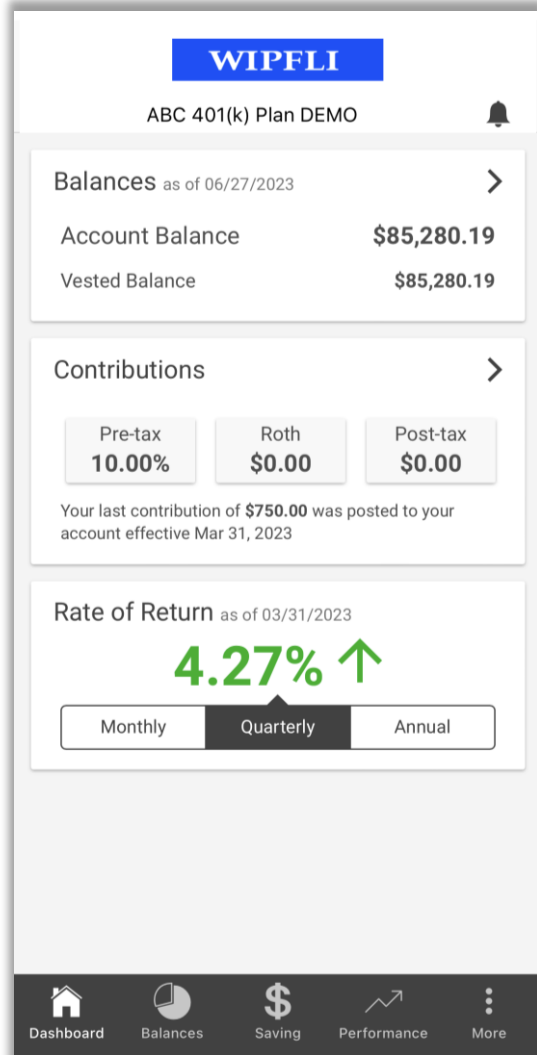 WIPFLI
ABC 401(k) Plan DEMO
Balances as of 06/27/2023
Account Balance $85,280.19
Vested Balance $85,280.19
Contributions
Pre-tax Roth Post-tax
10.00% $0.00 $0.00
Your last contribution of $750.00 was posted to your
account effective Mar 31, 2023
Rate of Return as of 03/31/2023
4.27%
Monthly Quarterly Annual
Dashboard Balances Saving Performance More